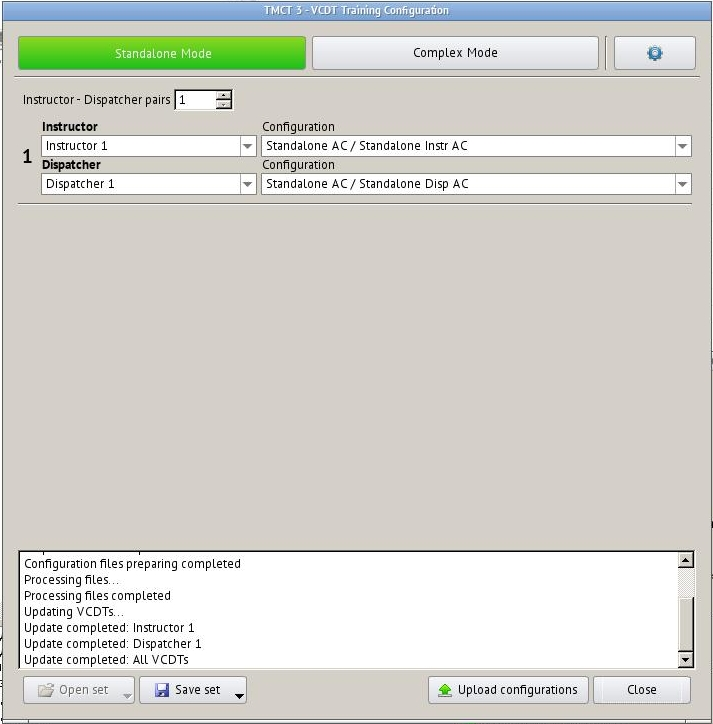 TMCT 3 - VCDT Training Configuration
Standalone Mode
Complex Mode
Instructor - Dispatcher pairs 1
Instructor Configuration
1
Instructor 1 Standalone AC / Standalone Instr AC
Dispatcher Configuration
Dispatcher 1 Standalone AC / Standalone Disp AC
Configuration files preparing completed
Processing files...
Processing files completed
Updating VCDTs...
Update completed: Instructor 1
Update completed: Dispatcher 1
Update completed: All VCDTs
Open set
Save set
Upload configurations
Close